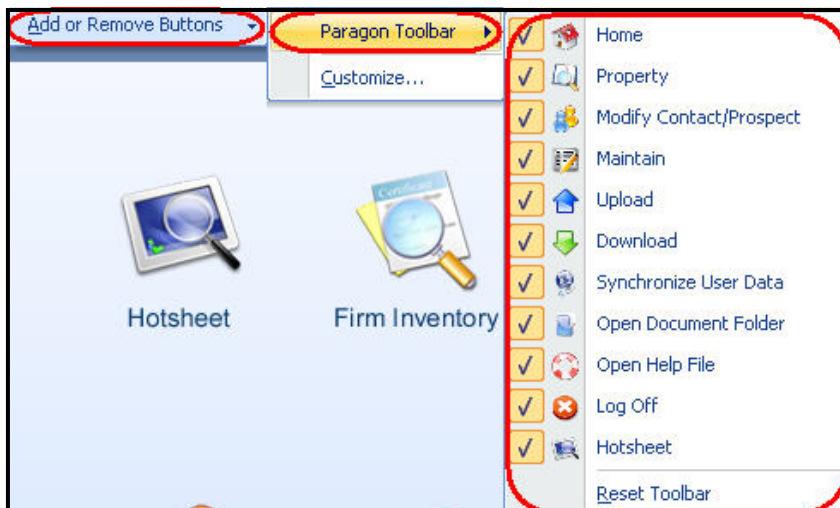 Add or Remove Buttons
Paragon Toolbar
Customize...
Home
Property
Modify Contact/Prospect
Maintain
Upload
Download
Synchronize User Data
Open Document Folder
Open Help File
Log Off
Hotsheet
Reset Toolbar
Hotsheet
Firm Inventory